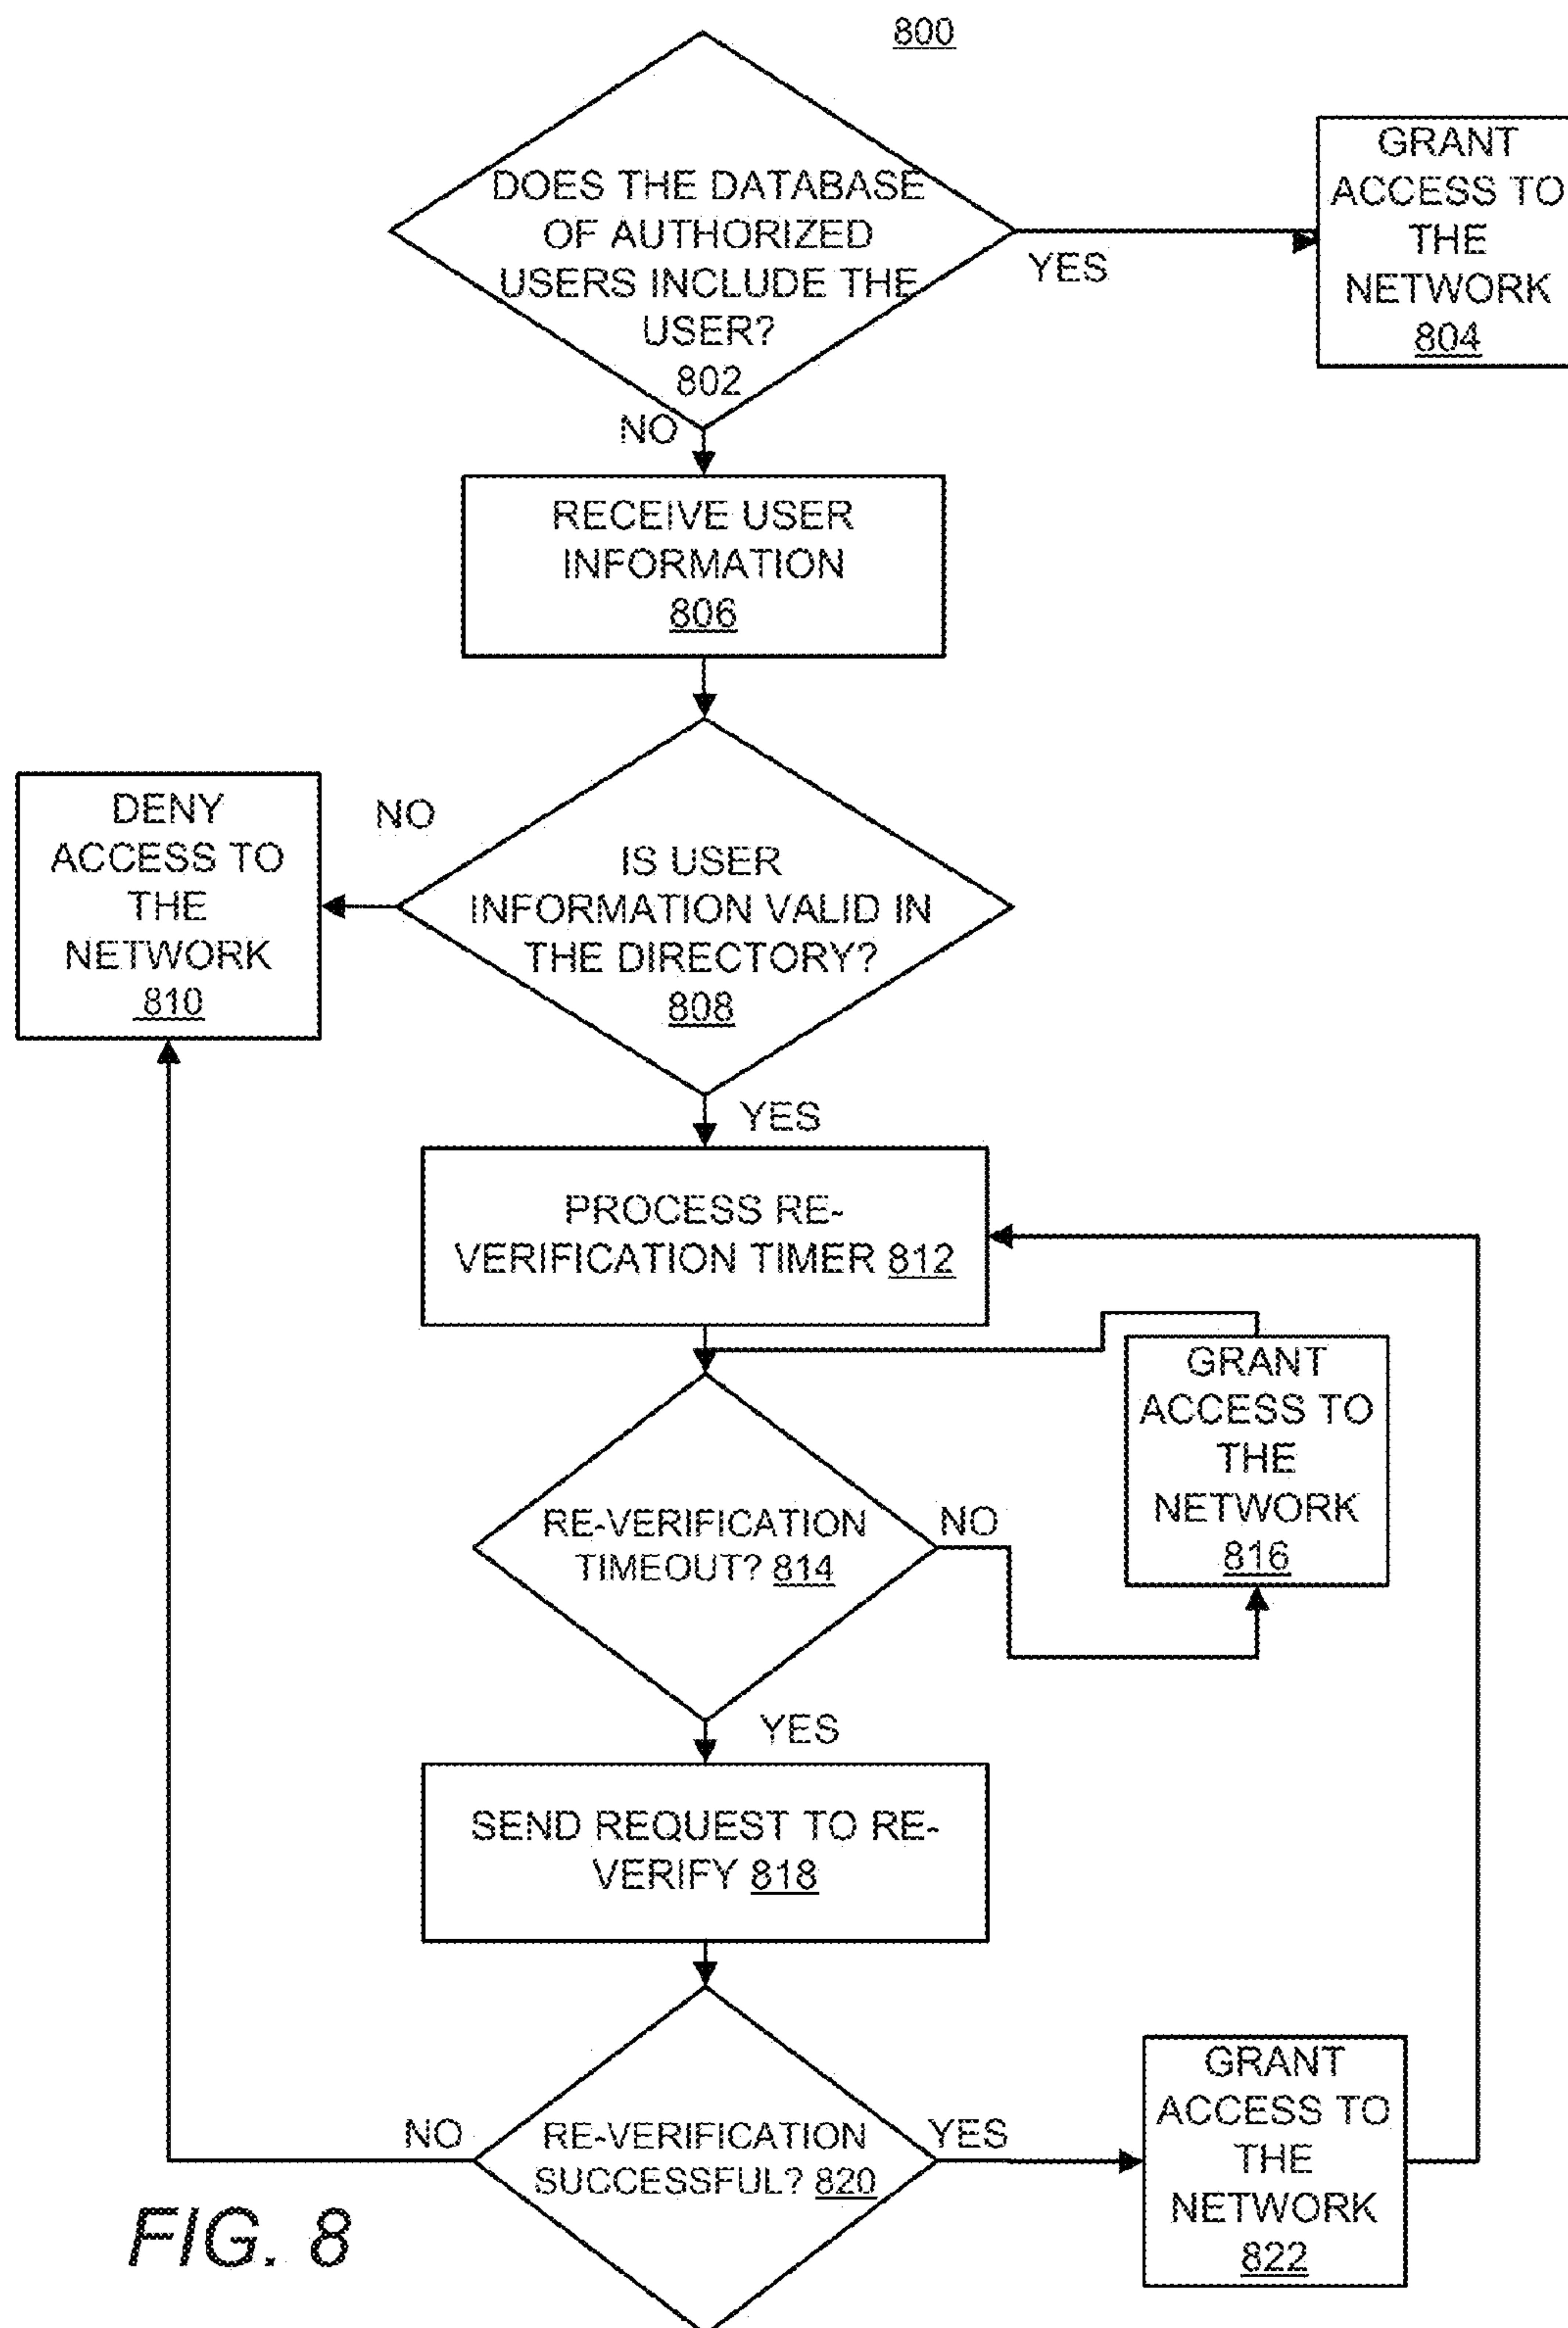 800
DOES THE DATABASE
OF AUTHORIZED
USERS INCLUDE THE
USER?
802
YES
GRANT
ACCESS TO
THE
NETWORK
804
NO
RECEIVE USER
INFORMATION
806
DENY
ACCESS TO
THE
NETWORK
810
NO
IS USER
INFORMATION VALID IN
THE DIRECTORY?
808
YES
PROCESS RE-
VERIFICATION TIMER 812
GRANT
ACCESS TO
THE
NETWORK
816
RE-VERIFICATION
TIMEOUT? 814
NO
YES
SEND REQUEST TO RE-
VERIFY 818
NO
RE-VERIFICATION
SUCCESSFUL? 820
YES
GRANT
ACCESS TO
THE
NETWORK
822
FIG. 8